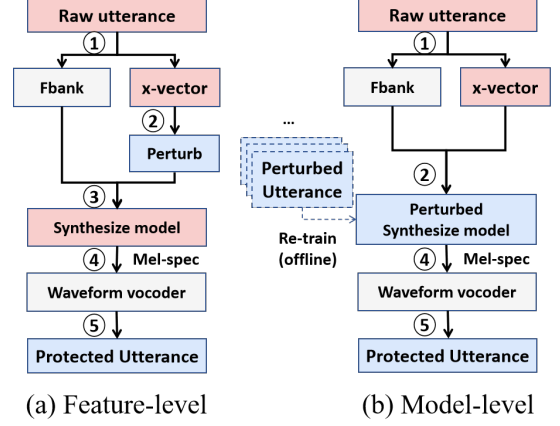 Raw utterance
①
Fbank
x-vector
②
Perturb
③
Synthesize model
④
Mel-spec
Waveform vocoder
⑤
Protected Utterance
(a) Feature-level
Raw utterance
①
Fbank
x-vector
...
Perturbed
Utterance
Re-train
(offline)
②
Perturbed
Synthesize model
④
Mel-spec
Waveform vocoder
⑤
Protected Utterance
(b) Model-level